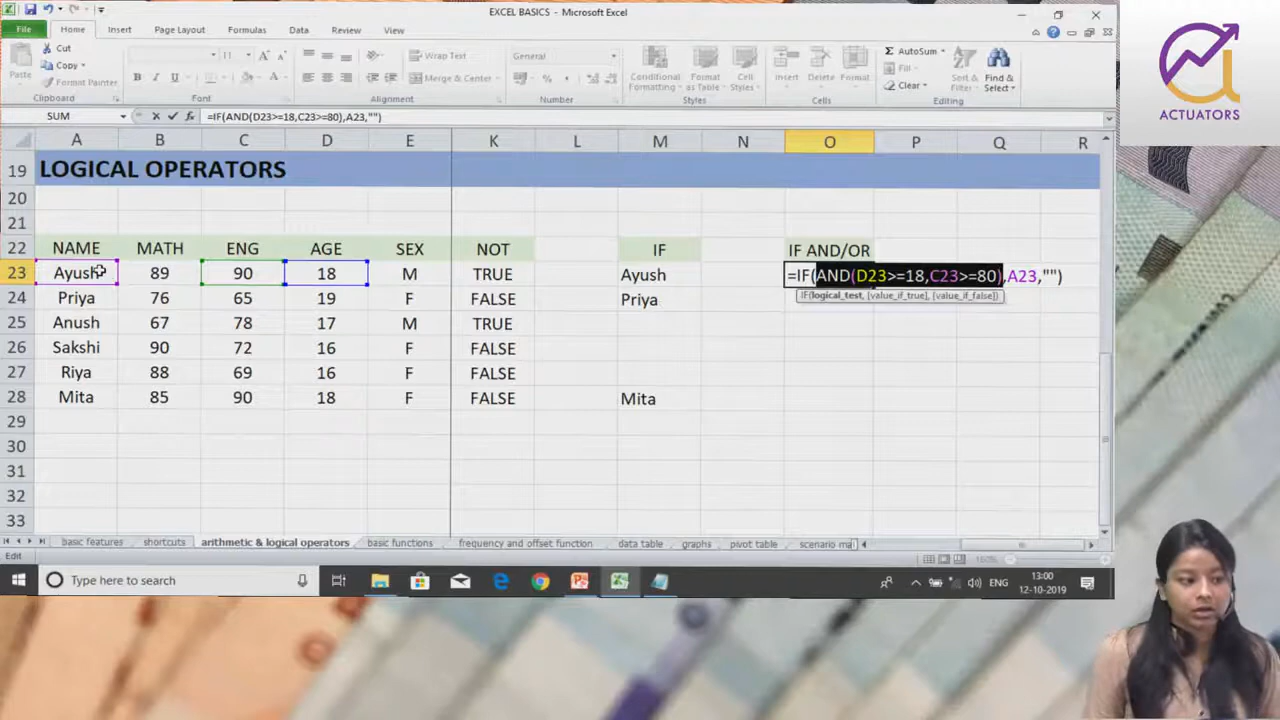 EXCEL BASICS - Microsoft Excel
File Home Insert Page Layout Formulas Data Review View
Cut
Copy
Format Painter
Paste
Clipboard
11
Font
Wrap Text
Merge & Center
Alignment
General
Number
Conditional Formatting
Format as Table
Cell Styles
Styles
Insert Delete Format
Cells
AutoSum
Fill
Clear
Sort & Filter
Find & Select
Editing
ACTUATORS
SUM =IF(AND(D23>=18,C23>=80),A23,"")
A B C D E K L M N O P Q R
19 LOGICAL OPERATORS
20
21
22 NAME MATH ENG AGE SEX NOT IF IF AND/OR
23 Ayush 89 90 18 M TRUE Ayush =IF(AND(D23>=18,C23>=80),A23,"")
IF(logical_test, [value_if_true], [value_if_false])
24 Priya 76 65 19 F FALSE Priya
25 Anush 67 78 17 M TRUE
26 Sakshi 90 72 16 F FALSE
27 Riya 88 69 16 F FALSE
28 Mita 85 90 18 F FALSE Mita
29
30
31
32
33
basic features shortcuts arithmetic & logical operators basic functions frequency and offset function data table graphs pivot table scenario ma
Edit 160%
Type here to search
ENG
13:00
12-10-2019